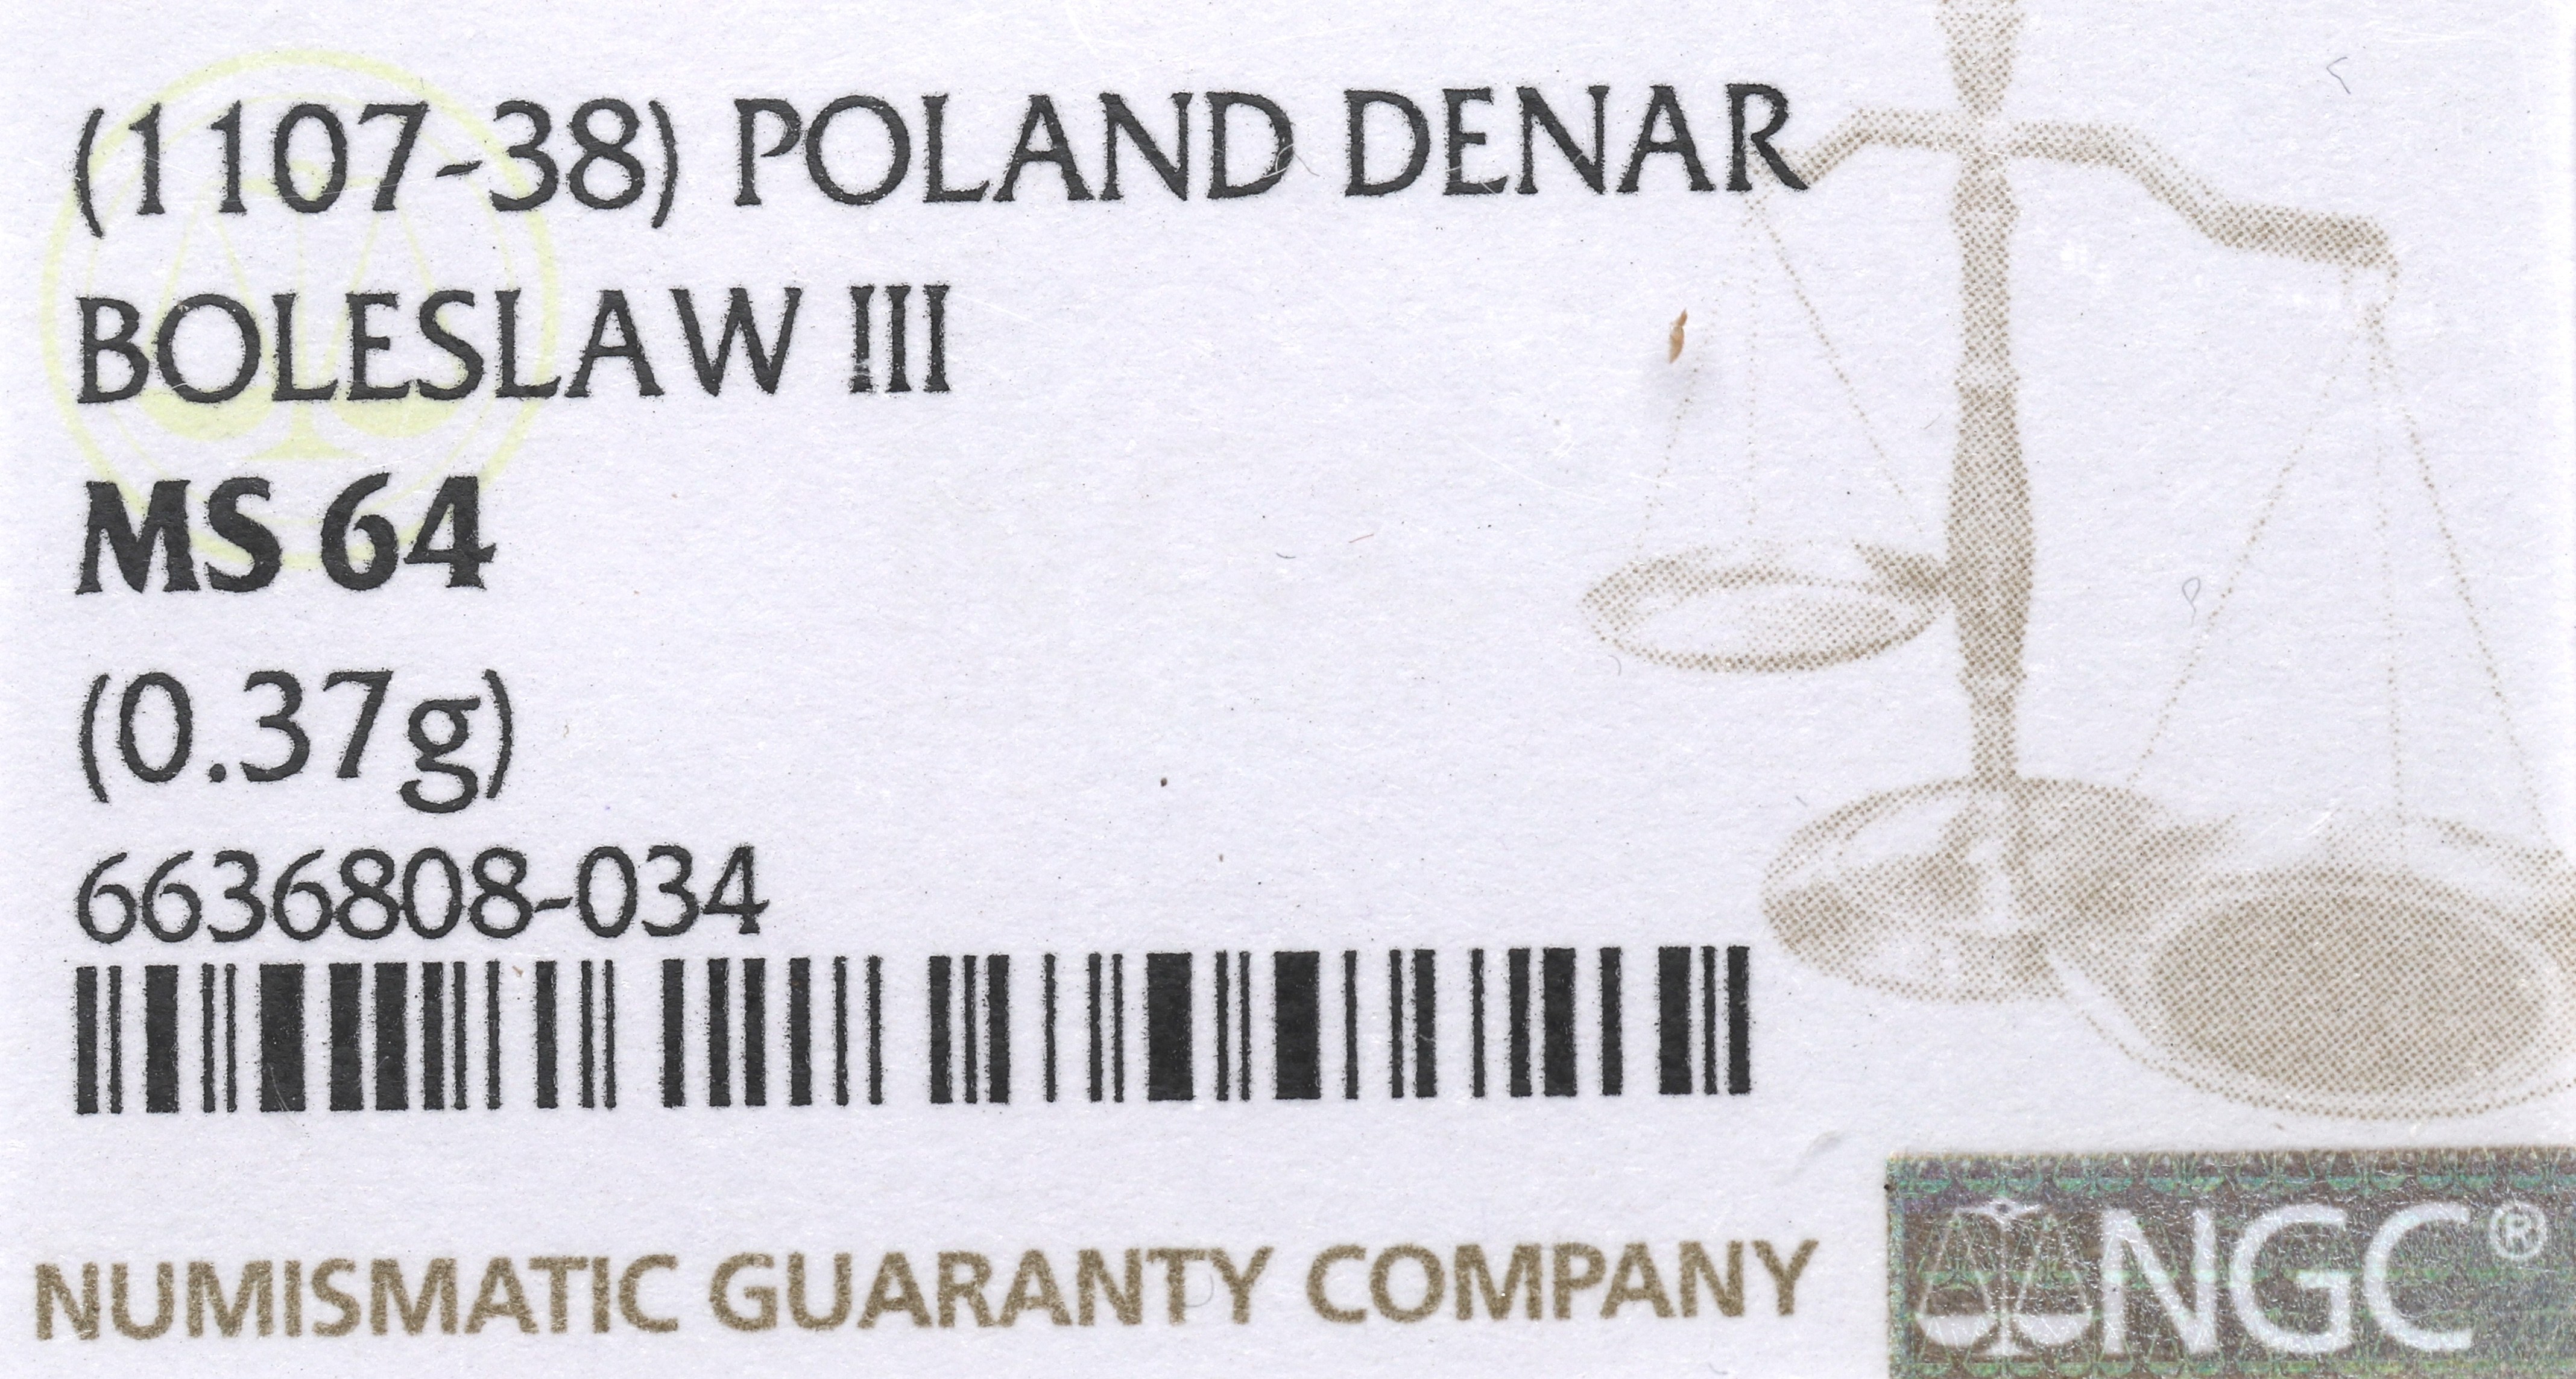 (1107-38) POLAND DENAR
BOLESLAW III
MS 64
(0.37g)
6636808-034
NUMISMATIC GUARANTY COMPANY
NGC®